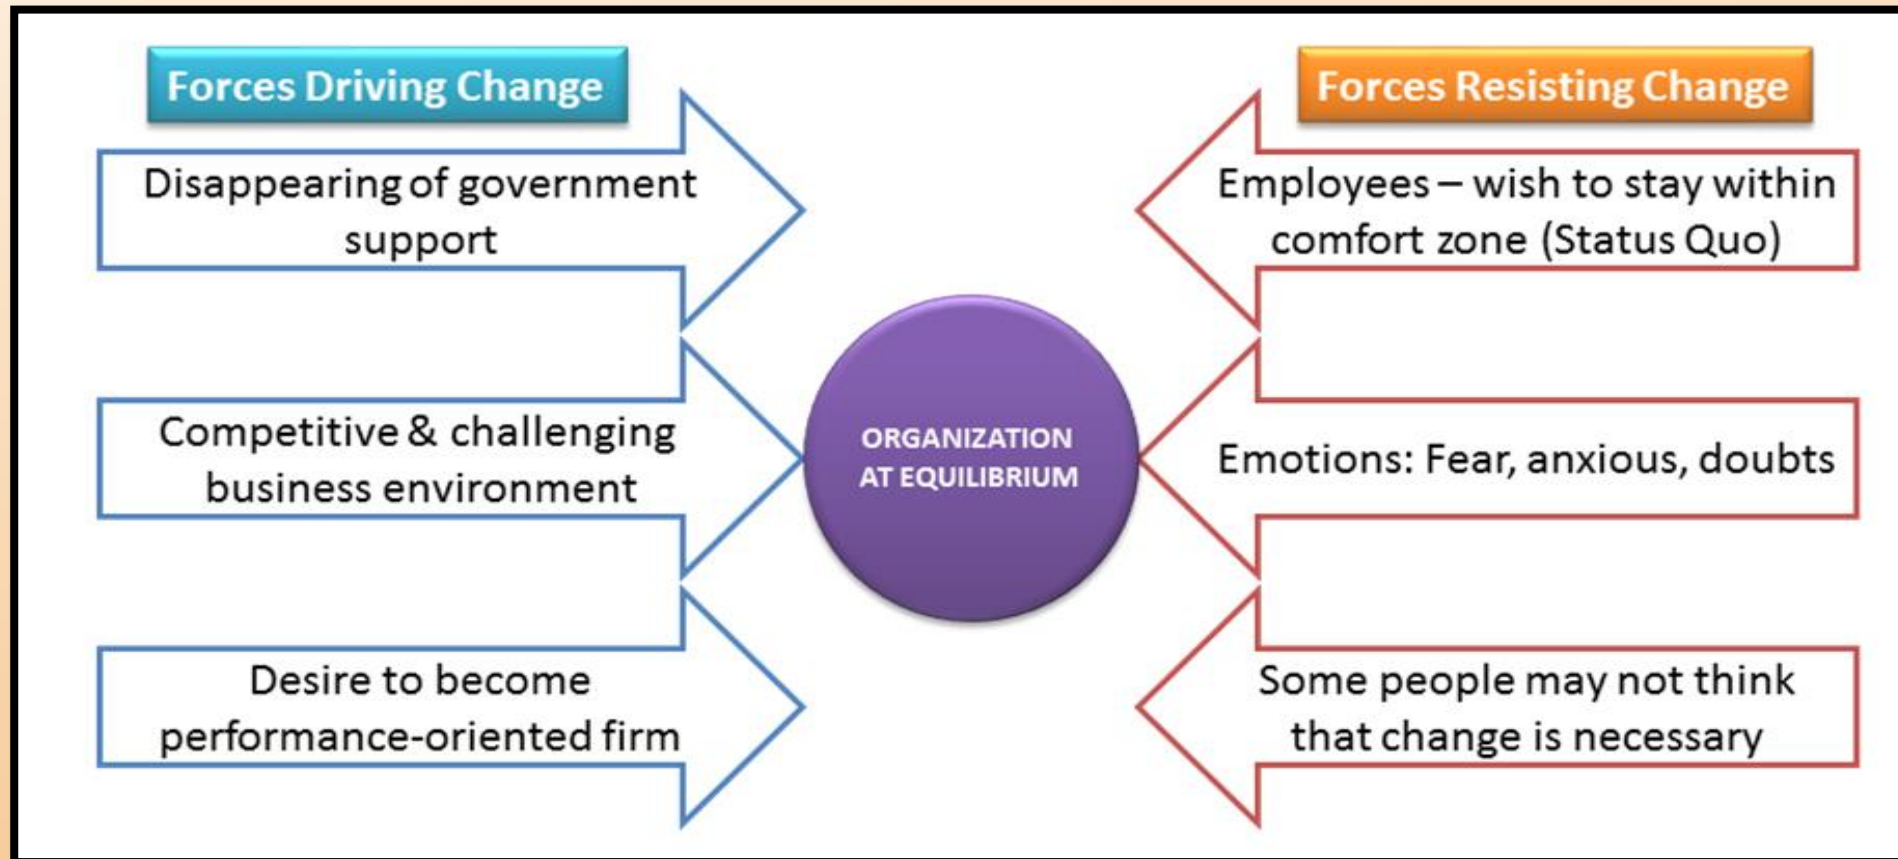 Forces Driving Change
Disappearing of government
support
Competitive & challenging
business environment
Desire to become
performance-oriented firm
ORGANIZATION
AT EQUILIBRIUM
Forces Resisting Change
Employees – wish to stay within
comfort zone (Status Quo)
Emotions: Fear, anxious, doubts
Some people may not think
that change is necessary